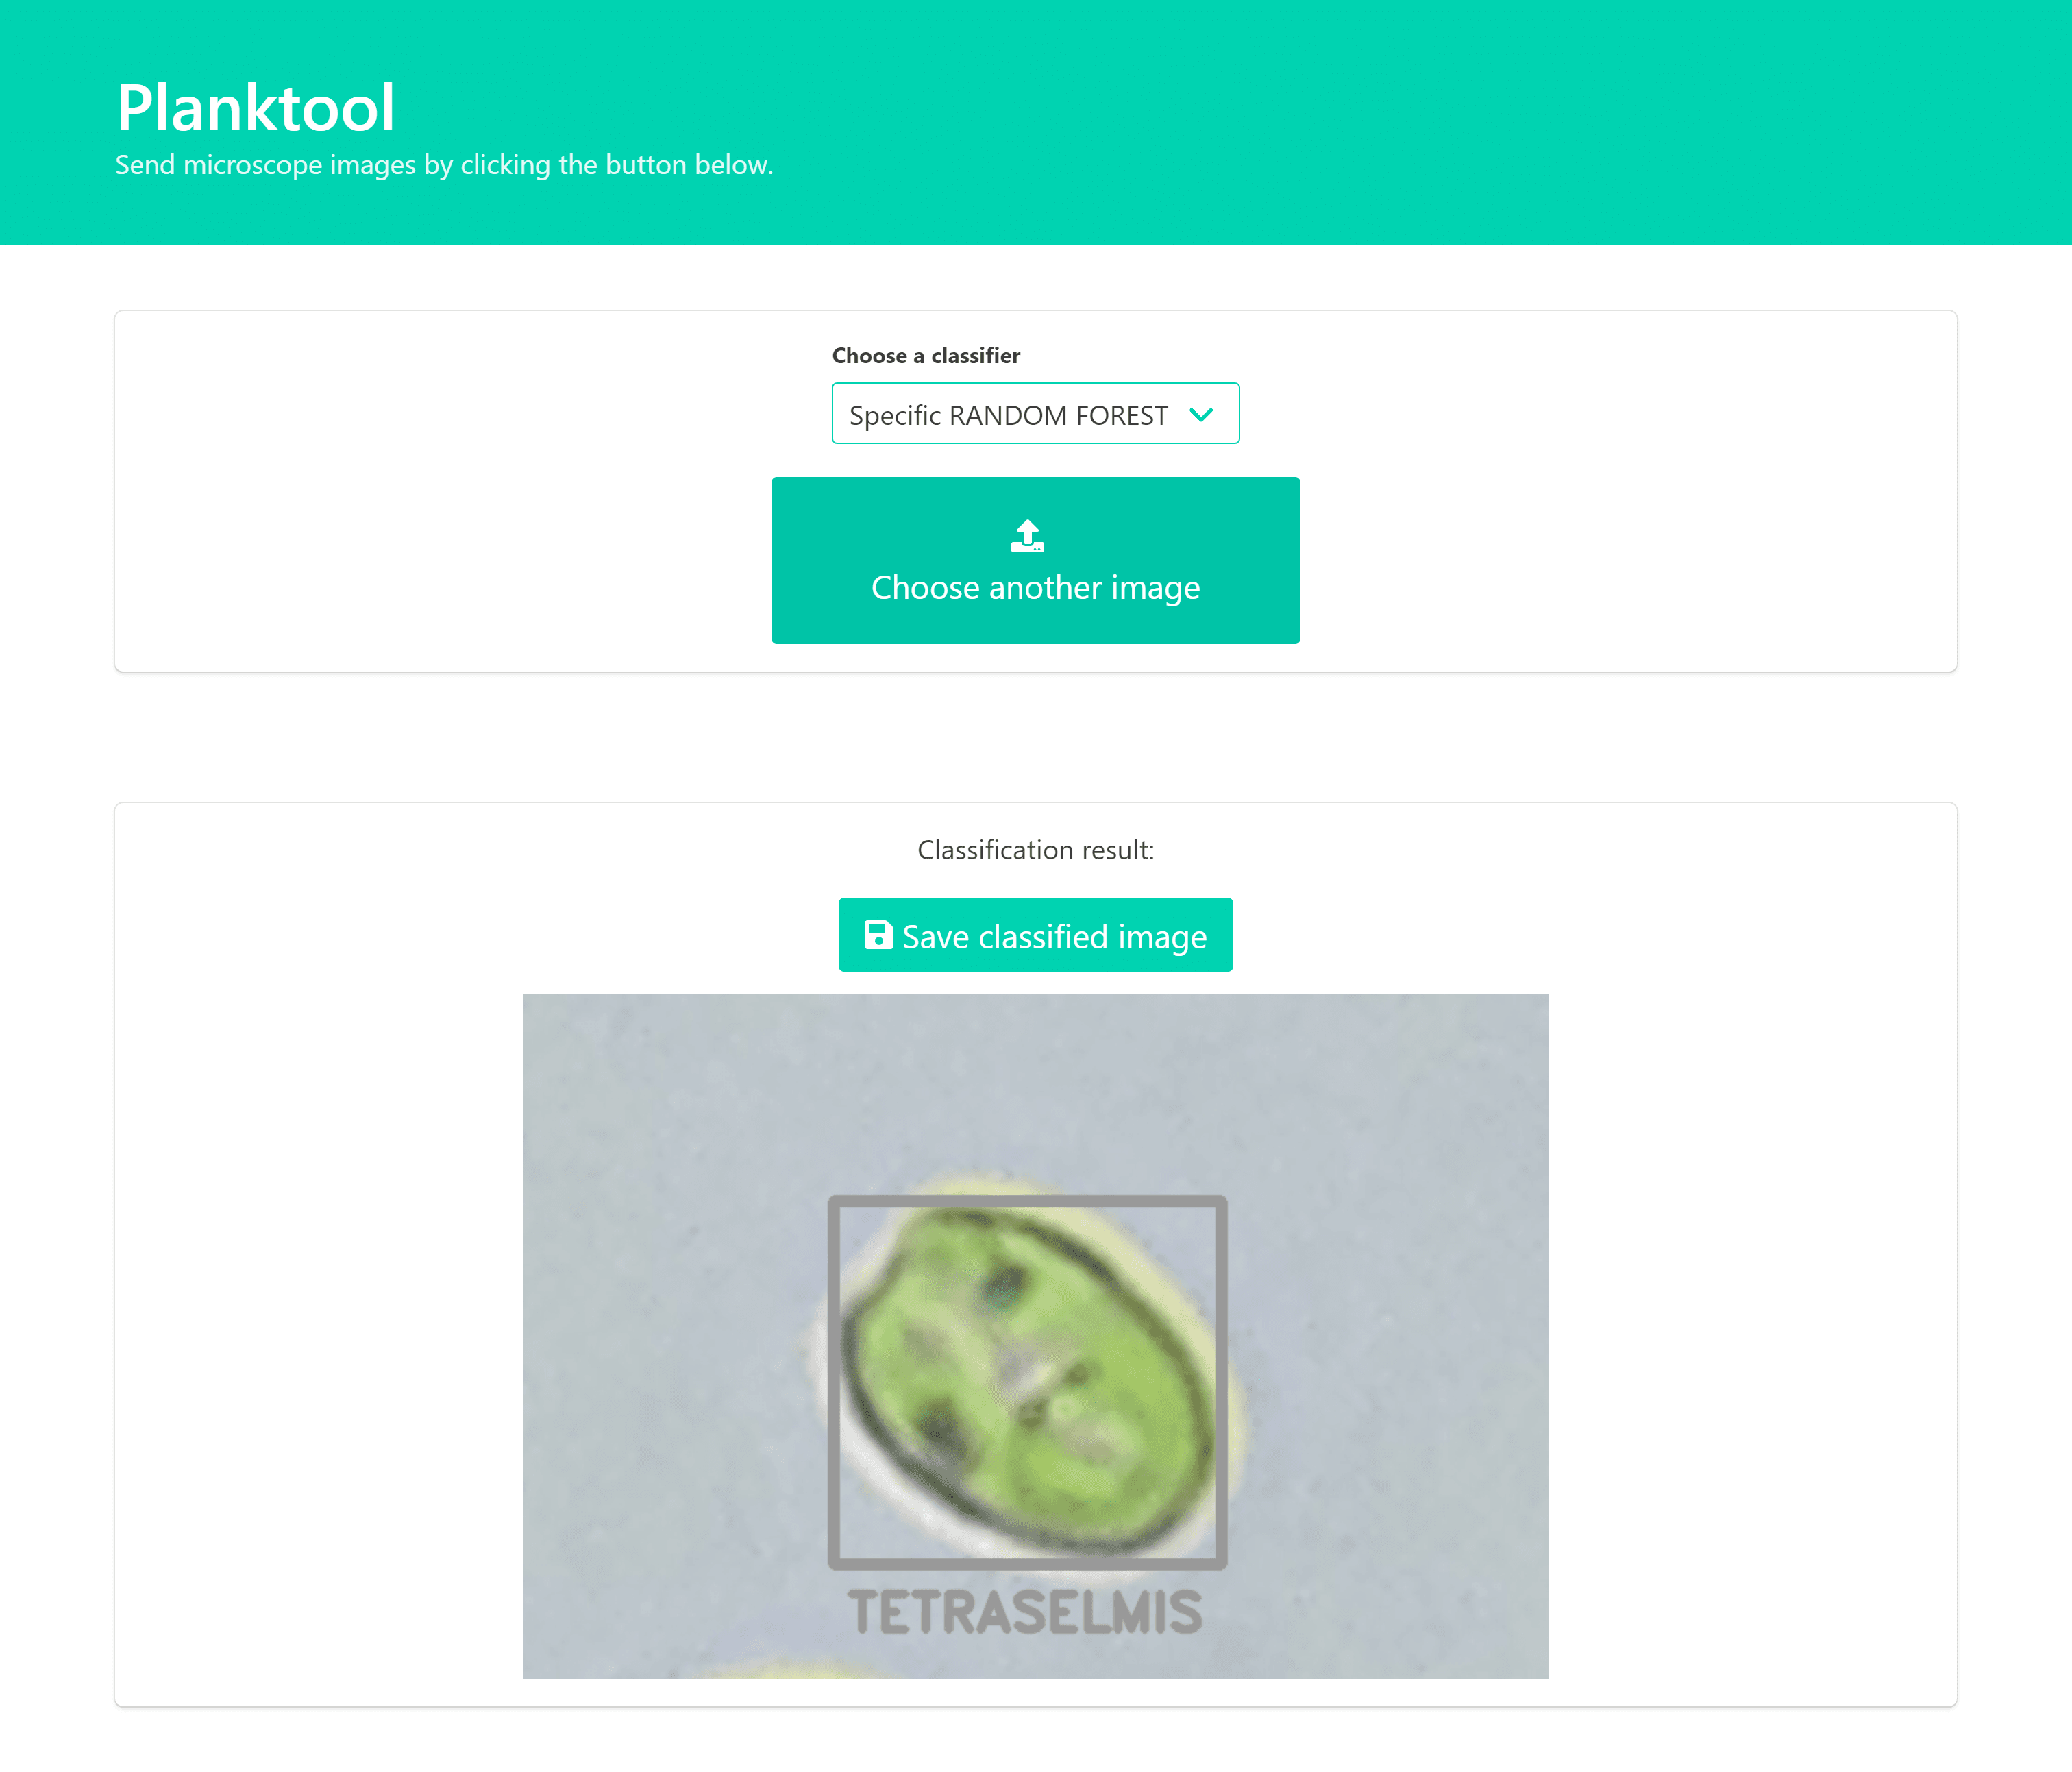 Planktool
Send microscope images by clicking the button below.
Choose a classifier
Specific RANDOM FOREST
Choose another image
Classification result:
Save classified image
TETRASELMIS